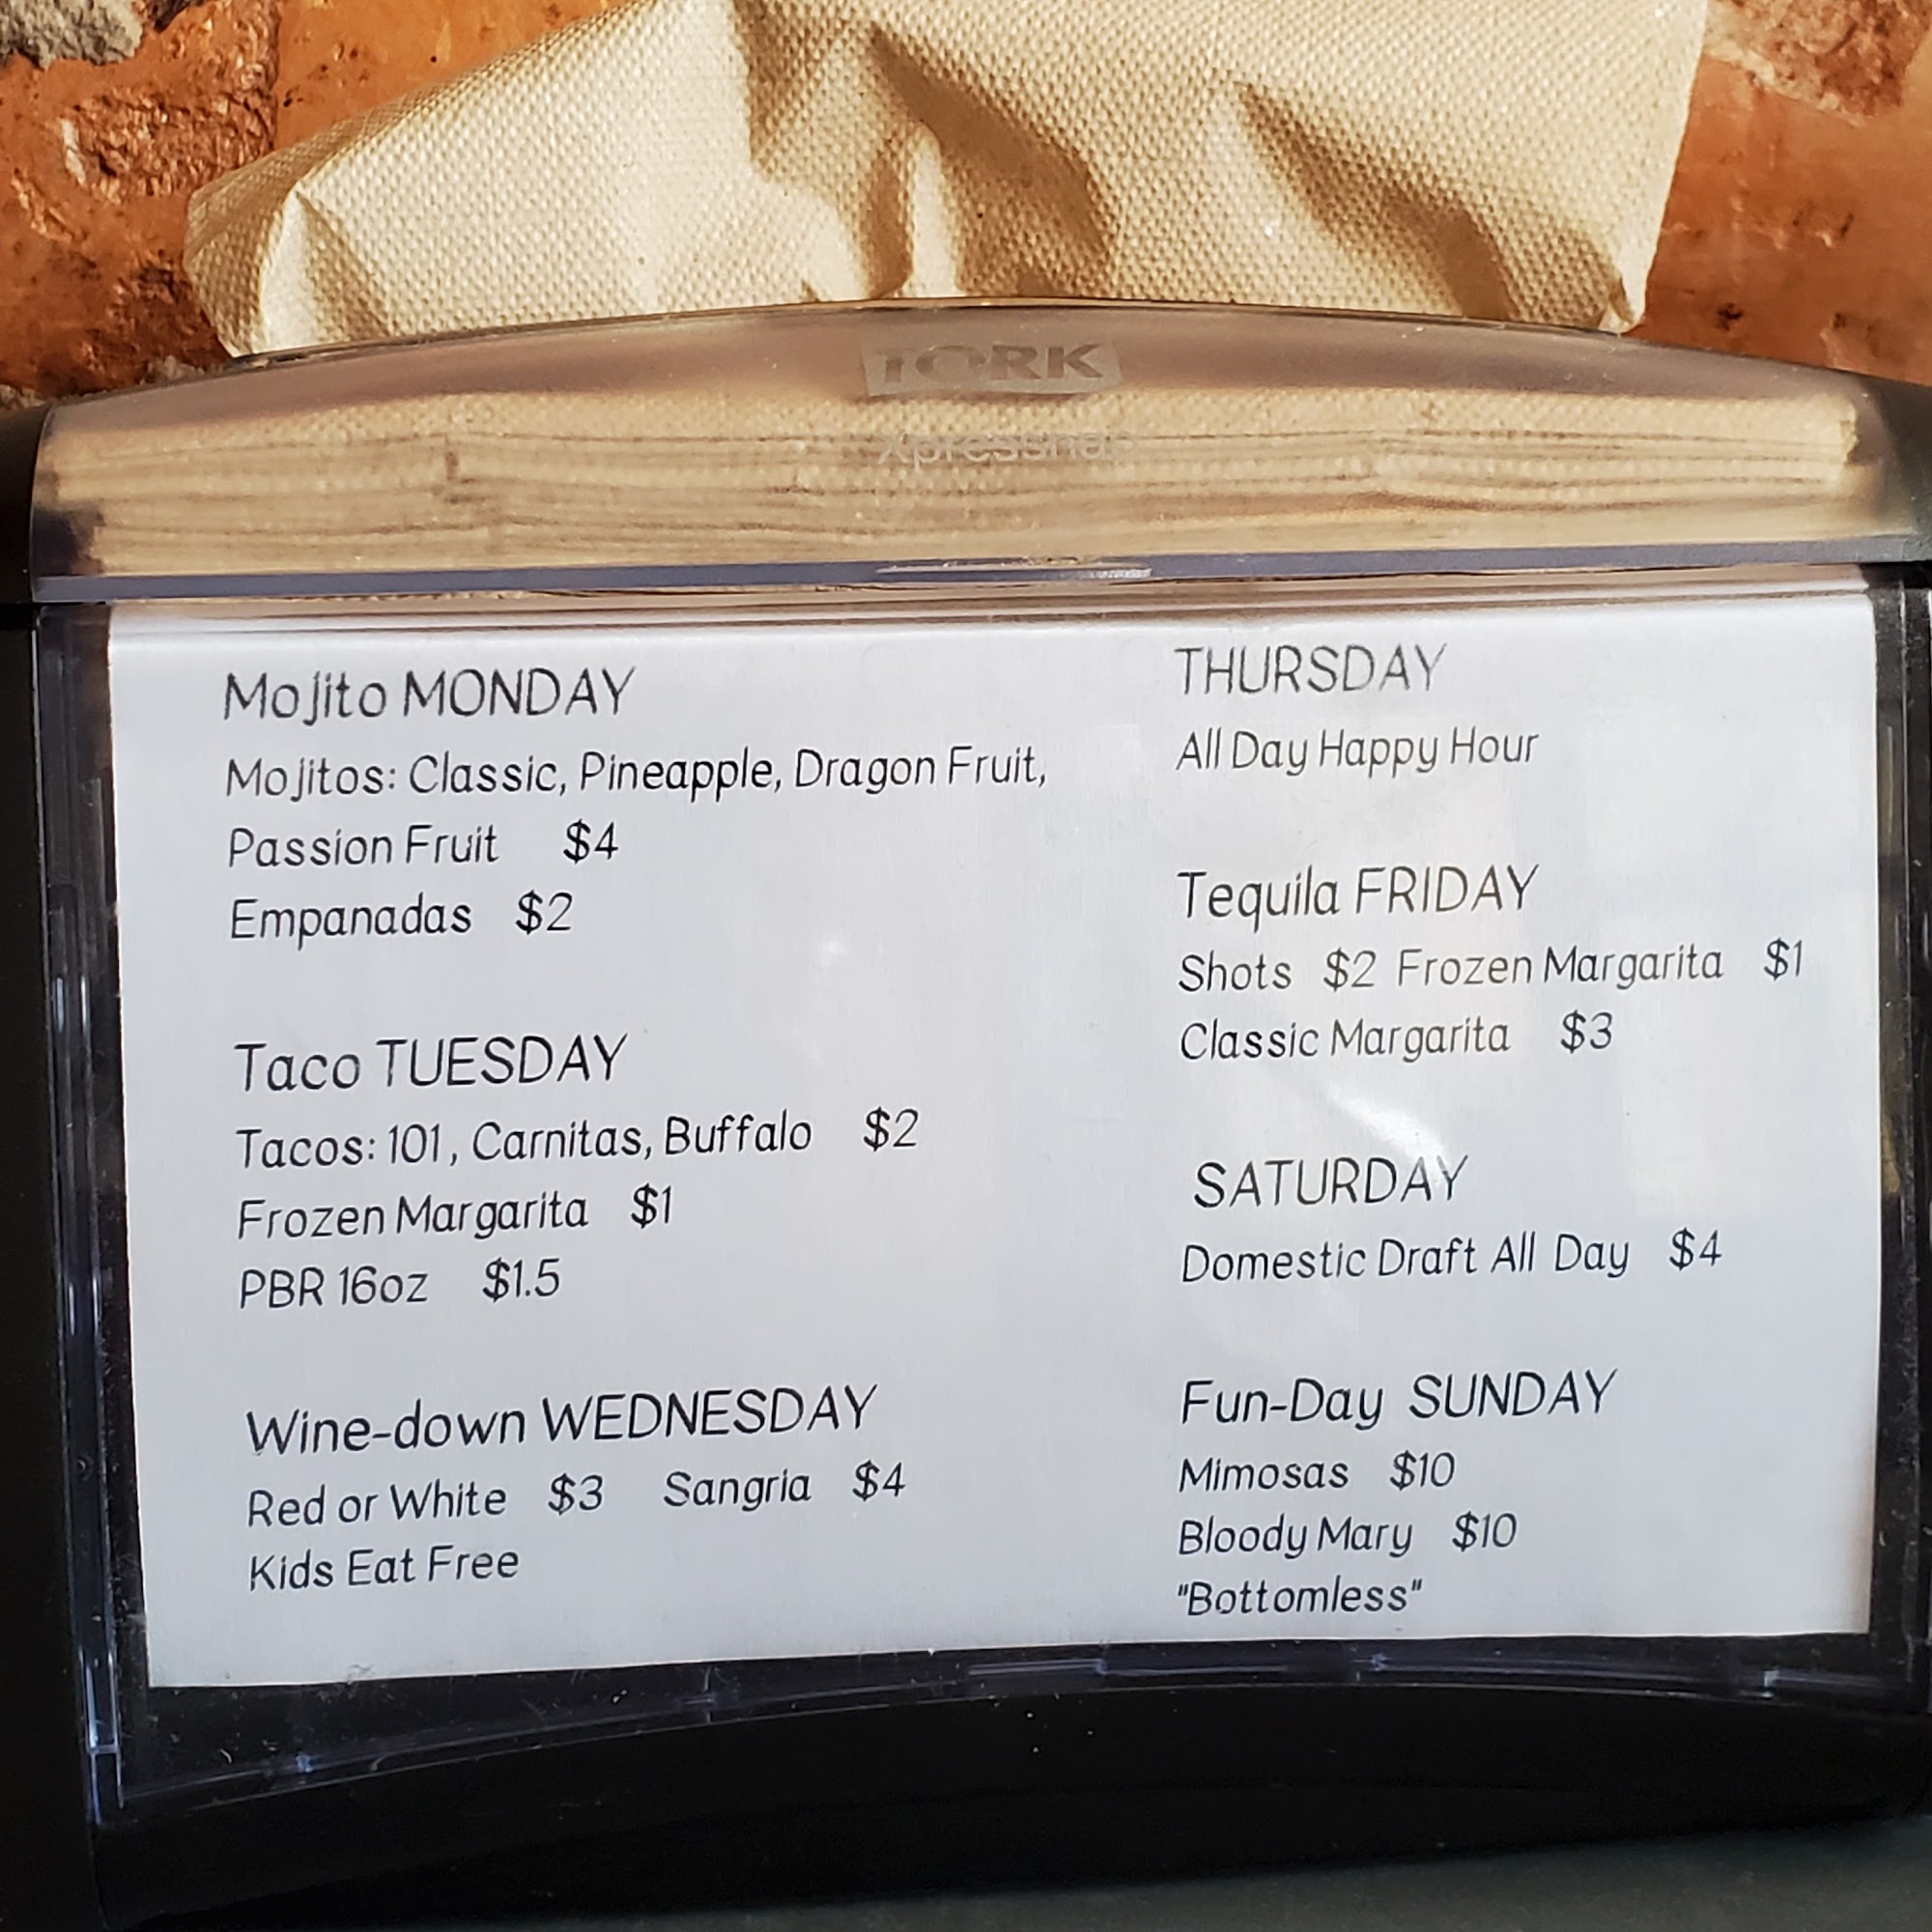 TORK
Xpressnap
Mojito MONDAY
Mojitos: Classic, Pineapple, Dragon Fruit,
Passion Fruit $4
Empanadas $2
Taco TUESDAY
Tacos: 101, Carnitas, Buffalo $2
Frozen Margarita $1
PBR 16oz $1.5
Wine-down WEDNESDAY
Red or White $3 Sangria $4
Kids Eat Free
THURSDAY
All Day Happy Hour
Tequila FRIDAY
Shots $2 Frozen Margarita $1
Classic Margarita $3
SATURDAY
Domestic Draft All Day $4
Fun-Day SUNDAY
Mimosas $10
Bloody Mary $10
"Bottomless"